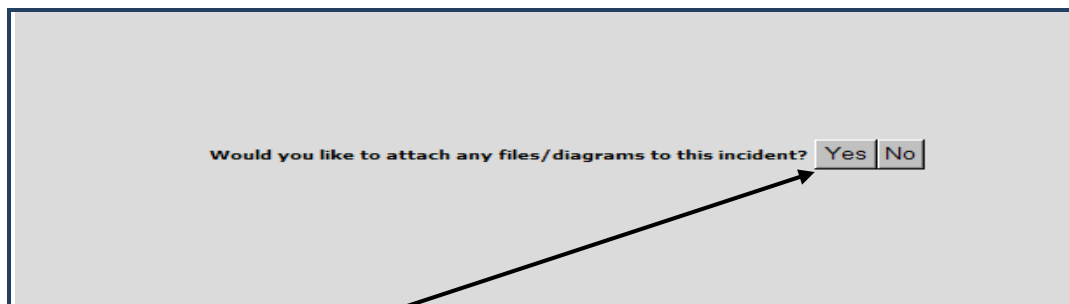 Would you like to attach any files/diagrams to this incident? Yes No